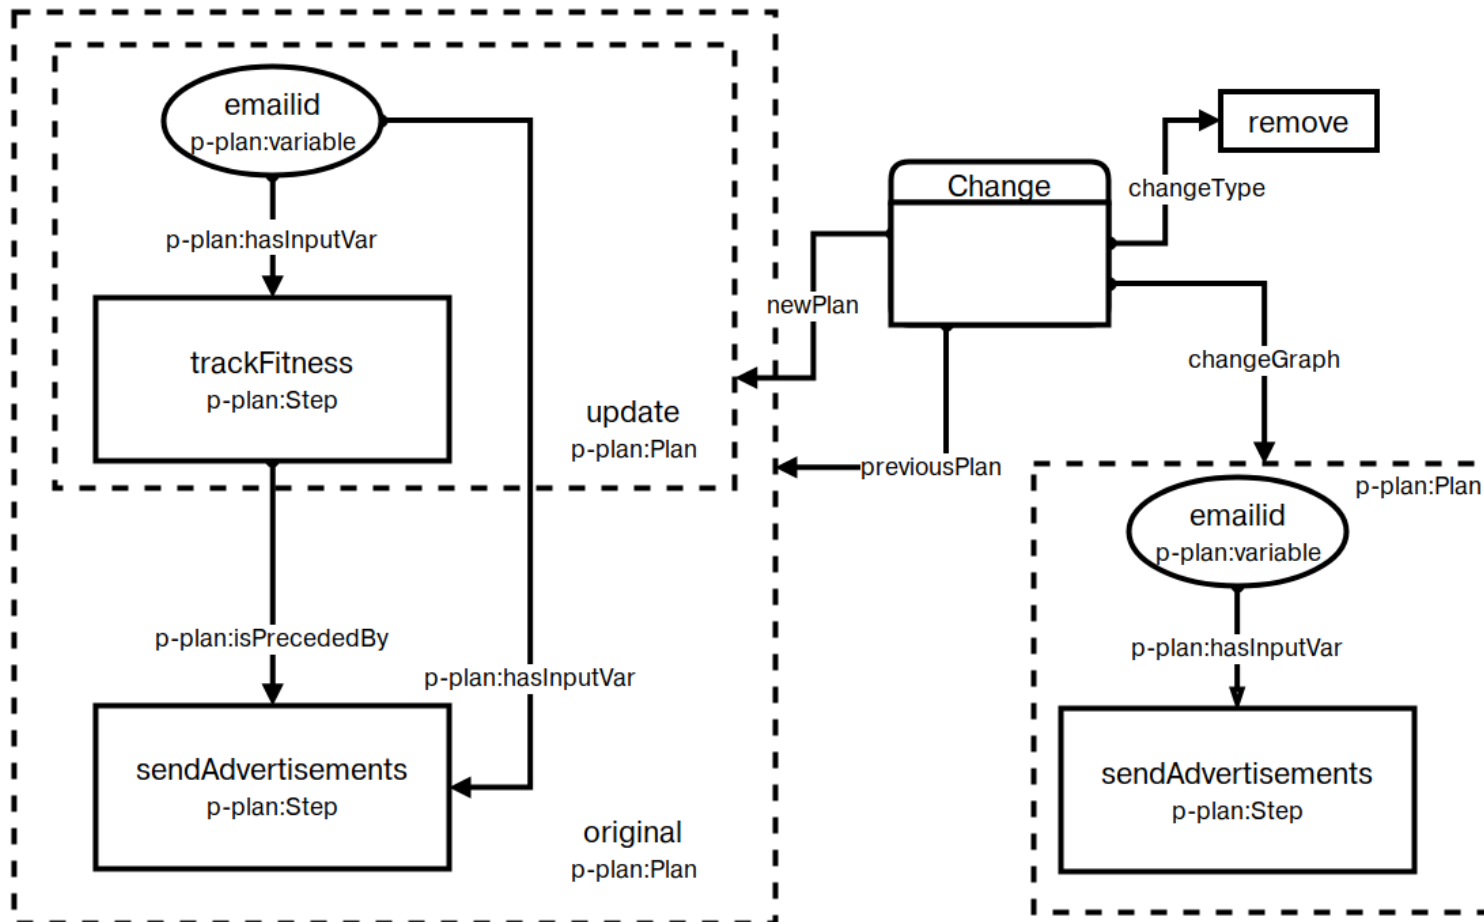 emailid
p-plan:variable
p-plan:hasInputVar
trackFitness
p-plan:Step
update
p-plan:Plan
p-plan:isPrecededBy
p-plan:hasInputVar
sendAdvertisements
p-plan:Step
original
p-plan:Plan
Change
newPlan
previousPlan
changeType
remove
changeGraph
p-plan:Plan
emailid
p-plan:variable
p-plan:hasInputVar
sendAdvertisements
p-plan:Step